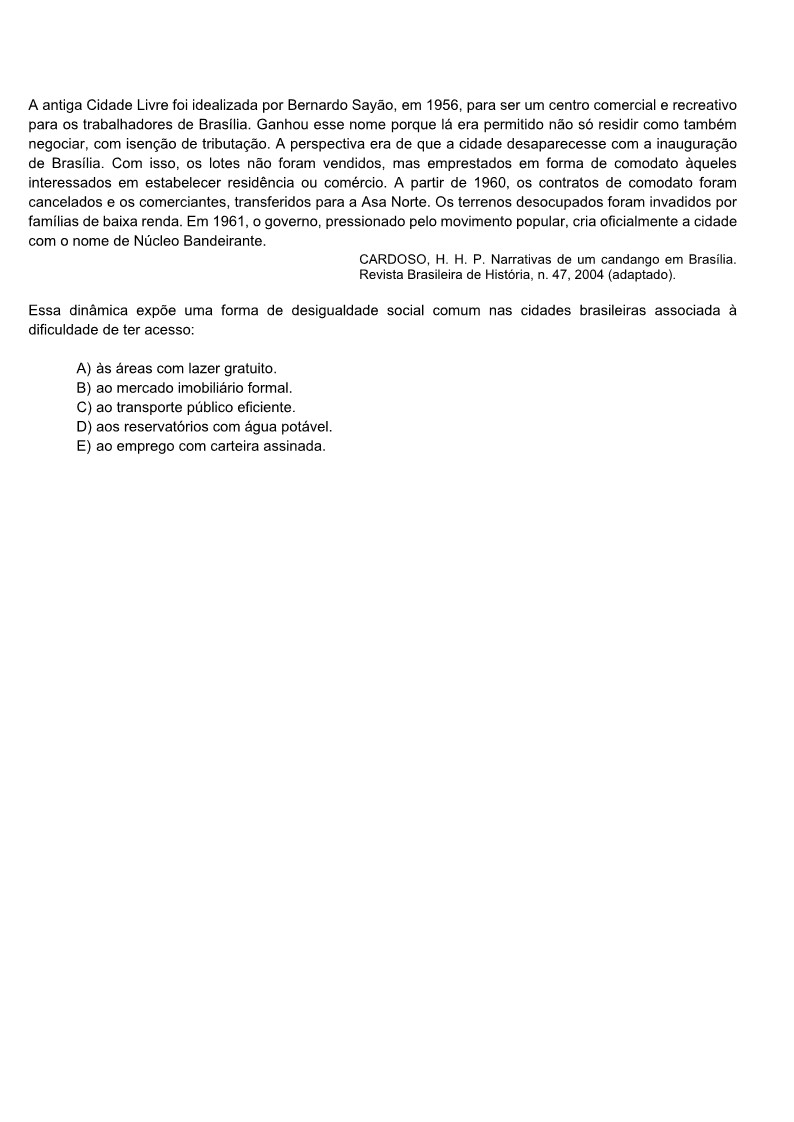 A antiga Cidade Livre foi idealizada por Bernardo Sayão, em 1956, para ser um centro comercial e recreativo
para os trabalhadores de Brasília. Ganhou esse nome porque lá era permitido não só residir como também
negociar, com isenção de tributação. A perspectiva era de que a cidade desaparecesse com a inauguração
de Brasília. Com isso, os lotes não foram vendidos, mas emprestados em forma de comodato àqueles
interessados em estabelecer residência ou comércio. A partir de 1960, os contratos de comodato foram
cancelados e os comerciantes, transferidos para a Asa Norte. Os terrenos desocupados foram invadidos por
famílias de baixa renda. Em 1961, o governo, pressionado pelo movimento popular, cria oficialmente a cidade
com o nome de Núcleo Bandeirante.
CARDOSO, H. H. P. Narrativas de um candango em Brasília.
Revista Brasileira de História, n. 47, 2004 (adaptado).
Essa dinâmica expõe uma forma de desigualdade social comum nas cidades brasileiras associada à
dificuldade de ter acesso:
A) às áreas com lazer gratuito.
B) ao mercado imobiliário formal.
C) ao transporte público eficiente.
D) aos reservatórios com água potável.
E) ao emprego com carteira assinada.